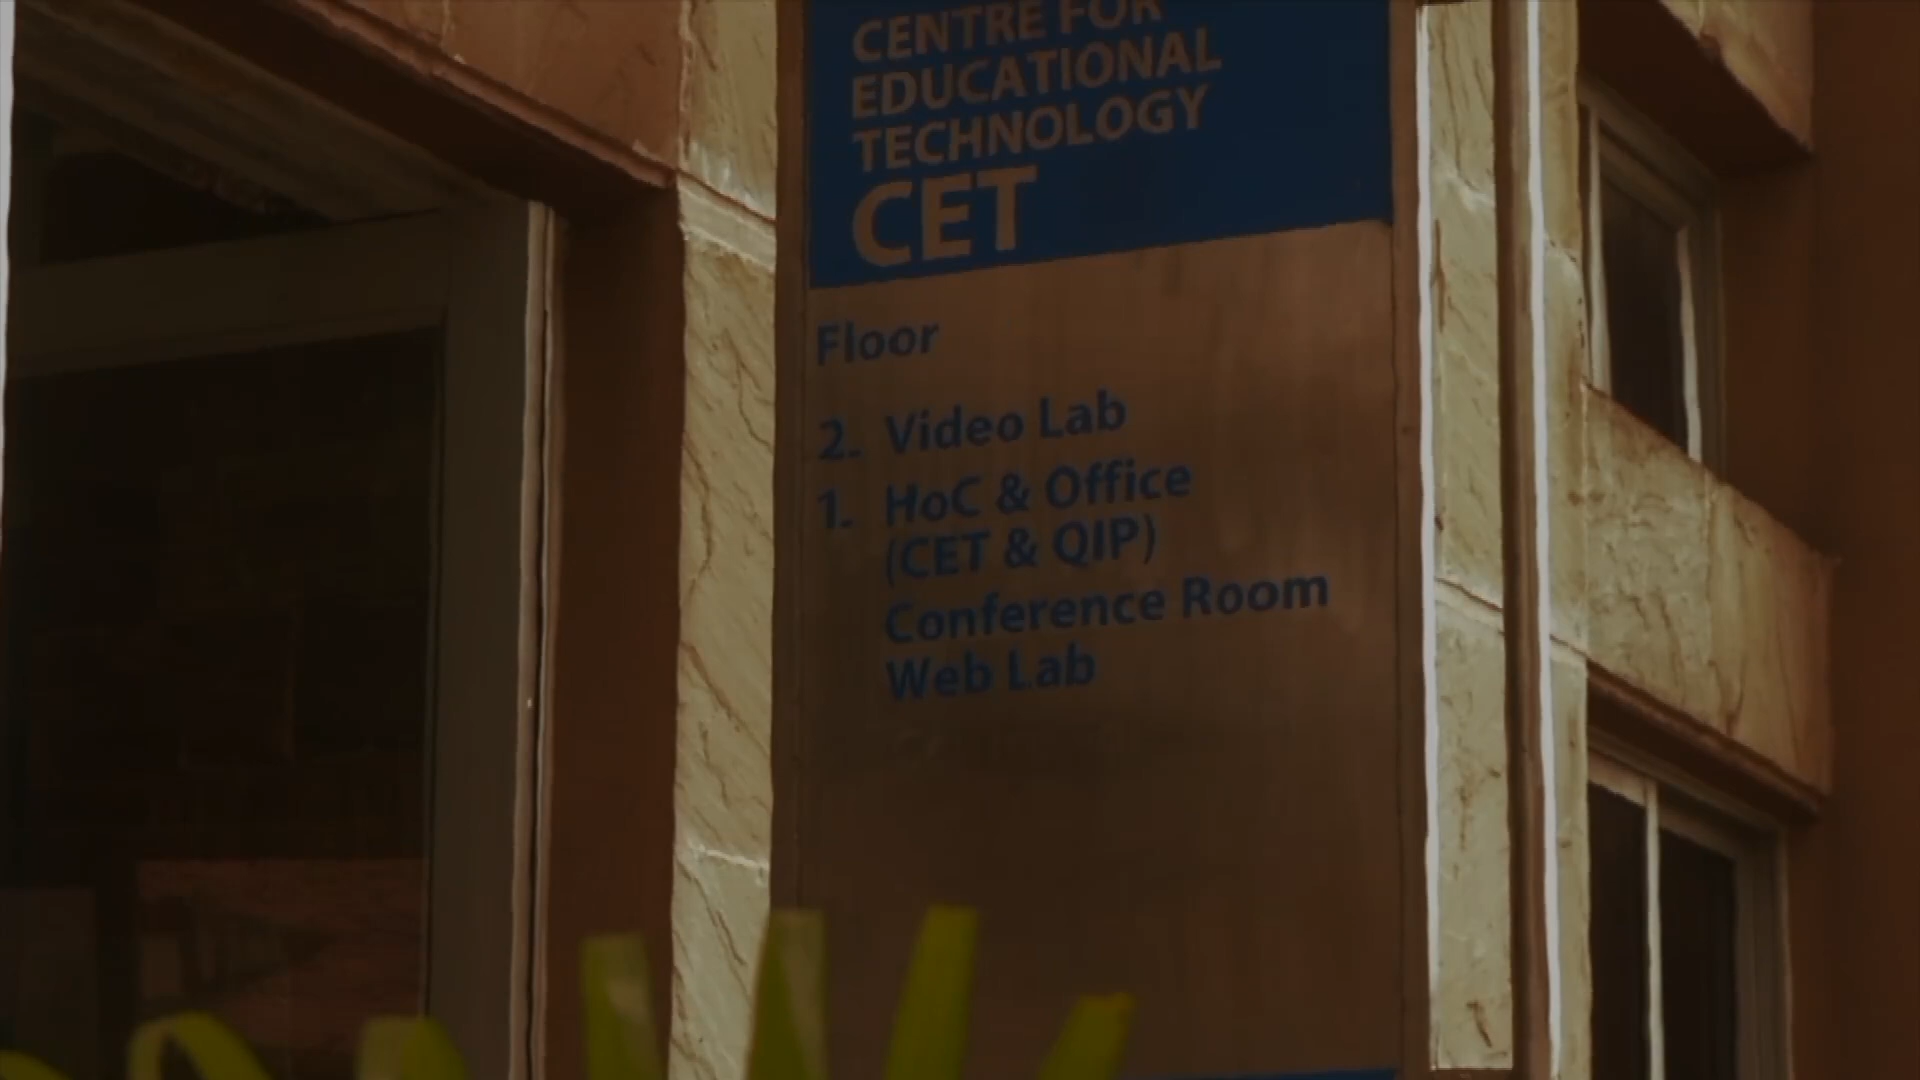 CENTRE FOR
EDUCATIONAL
TECHNOLOGY
CET
Floor
2. Video Lab
1. HoC & Office
(CET & QIP)
Conference Room
Web Lab